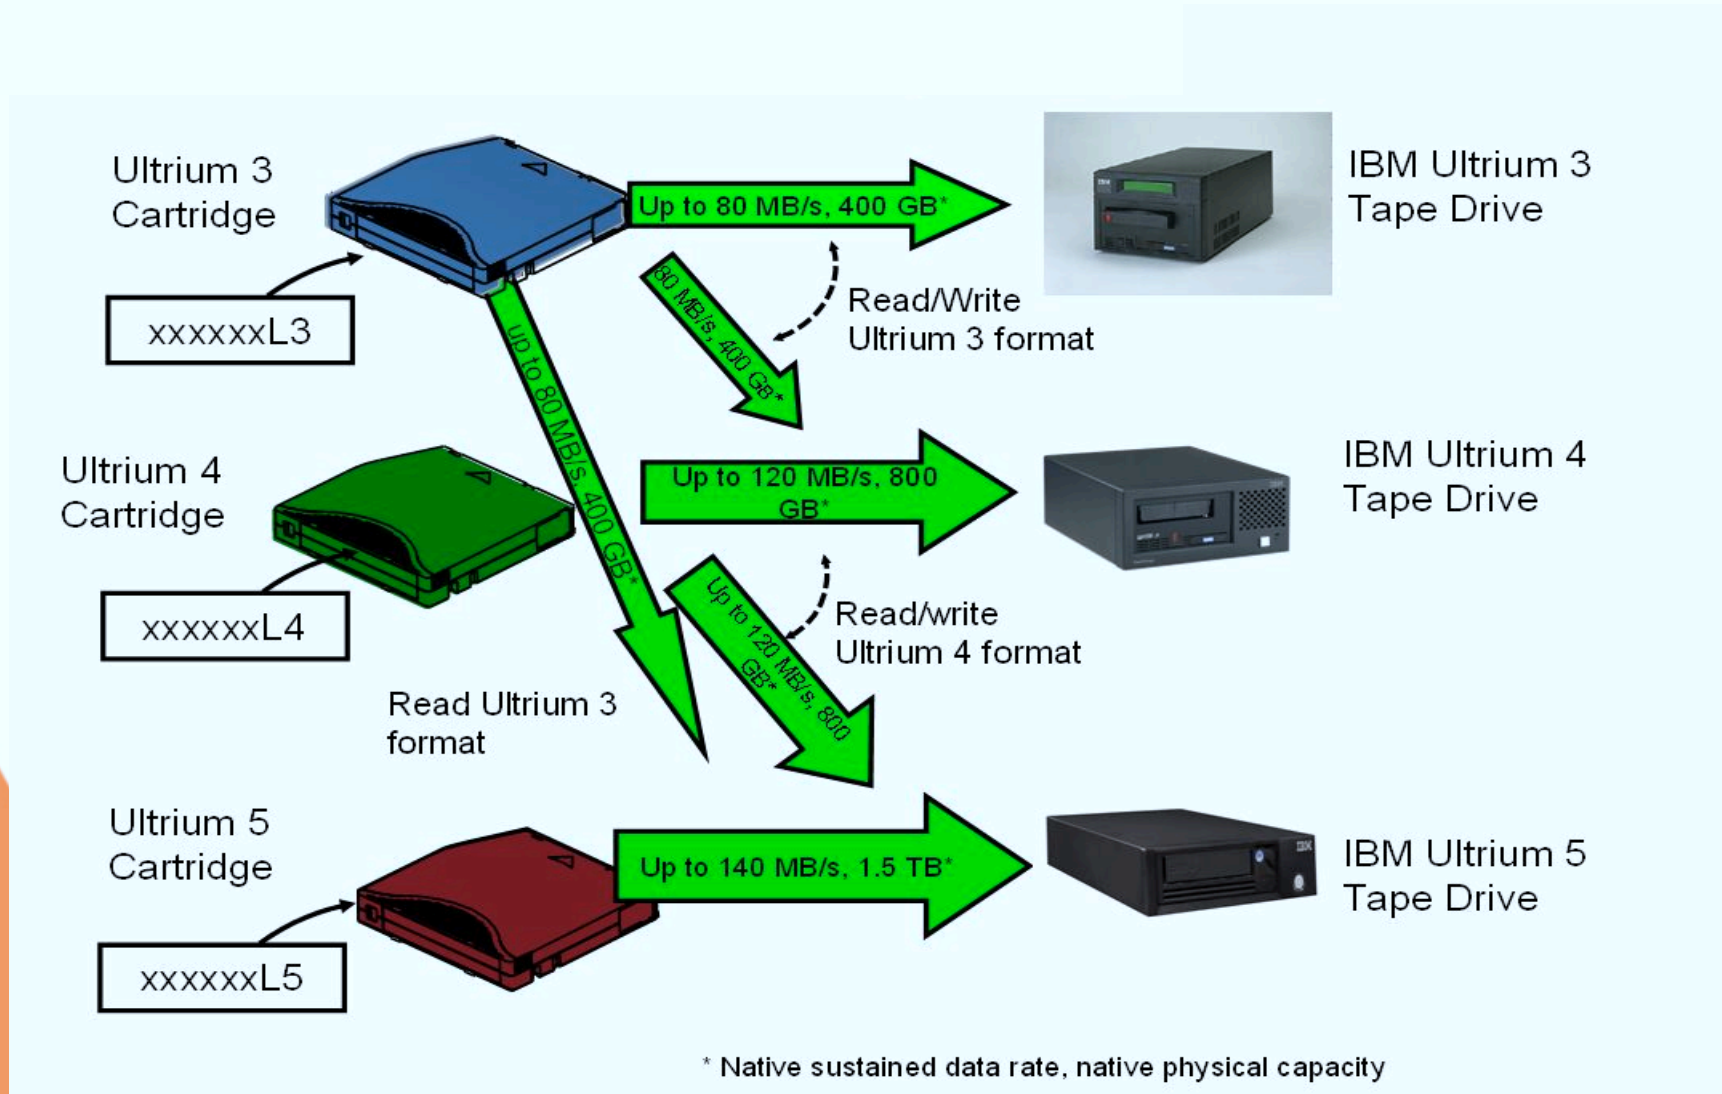 Ultrium 3
Cartridge
xxxxxxL3
Up to 80 MB/s, 400 GB*
IBM Ultrium 3
Tape Drive
80 MB/s, 400 GB*
Read/Write
Ultrium 3 format
up to 80 MB/s, 400 GB*
Ultrium 4
Cartridge
xxxxxxL4
Up to 120 MB/s, 800
GB*
IBM Ultrium 4
Tape Drive
Up to 120 MB/s, 800
GB*
Read/write
Ultrium 4 format
Read Ultrium 3
format
Ultrium 5
Cartridge
xxxxxxL5
Up to 140 MB/s, 1.5 TB*
IBM
IBM Ultrium 5
Tape Drive
* Native sustained data rate, native physical capacity